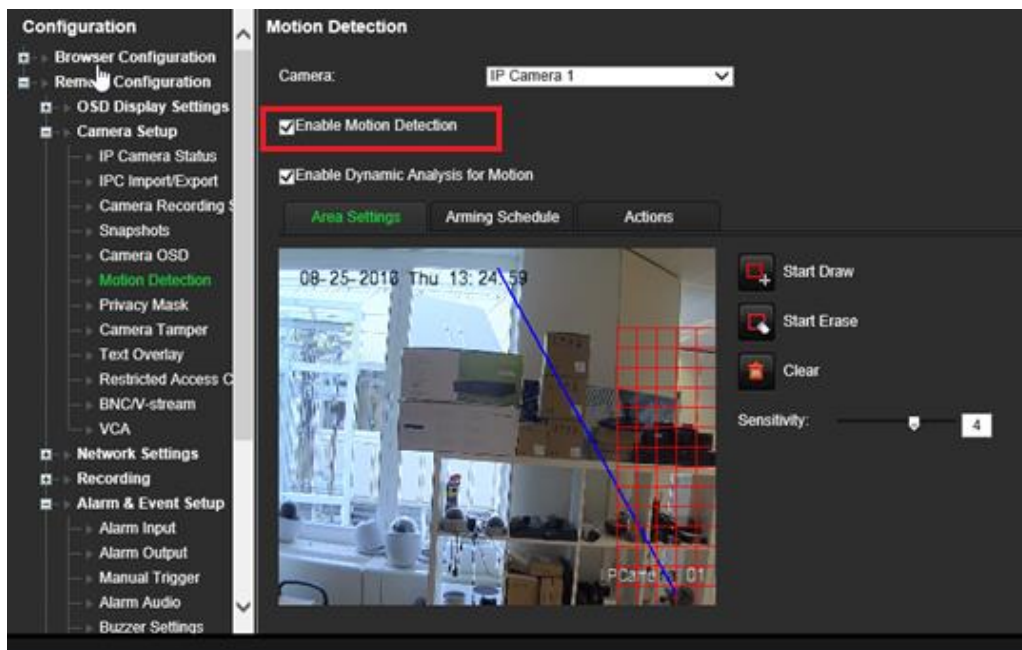 Configuration
Browser Configuration
Remote Configuration
OSD Display Settings
Camera Setup
IP Camera Status
IPC Import/Export
Camera Recording S
Snapshots
Camera OSD
Motion Detection
Privacy Mask
Camera Tamper
Text Overlay
Restricted Access C
BNC/V-stream
VCA
Network Settings
Recording
Alarm & Event Setup
Alarm Input
Alarm Output
Manual Trigger
Alarm Audio
Buzzer Settings
Motion Detection
Camera:
IP Camera 1
Enable Motion Detection
Enable Dynamic Analysis for Motion
Area Settings
Arming Schedule
Actions
08-25-2016 Thu 13:24:59
IPCamera 01
Start Draw
Start Erase
Clear
Sensitivity:
4